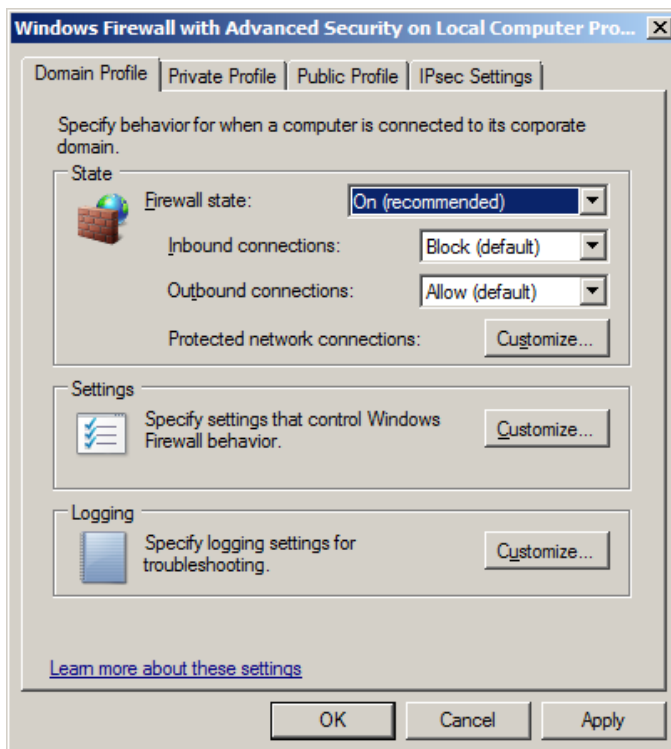 Windows Firewall with Advanced Security on Local Computer Pro...
Domain Profile
Private Profile
Public Profile
IPsec Settings
Specify behavior for when a computer is connected to its corporate
domain.
State
Firewall state:
On (recommended)
Inbound connections:
Block (default)
Outbound connections:
Allow (default)
Protected network connections:
Customize...
Settings
Specify settings that control Windows
Firewall behavior.
Customize...
Logging
Specify logging settings for
troubleshooting.
Customize...
Learn more about these settings
OK
Cancel
Apply